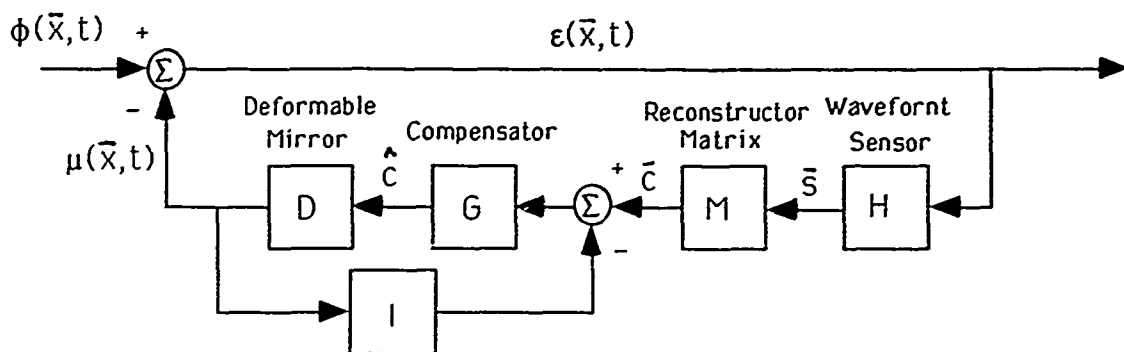 ϕ(x̄,t) + Σ ε(x̄,t)
−
μ(x̄,t)
Deformable
Mirror
D
ĉ
Compensator
G
Σ
+
−
c̄
Reconstructor
Matrix
M
s̄
Wavefornt
Sensor
H
I